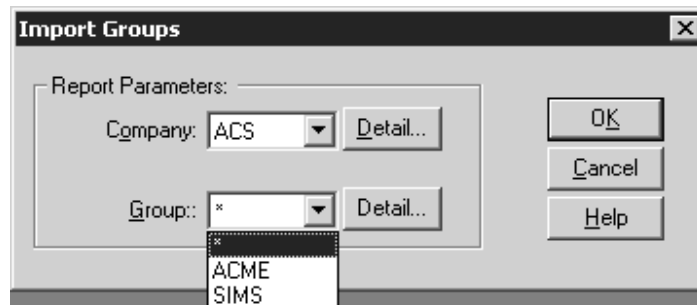 Import Groups
Report Parameters:
Company: ACS Detail... OK
Cancel
Group:: * Detail... Help
*
ACME
SIMS